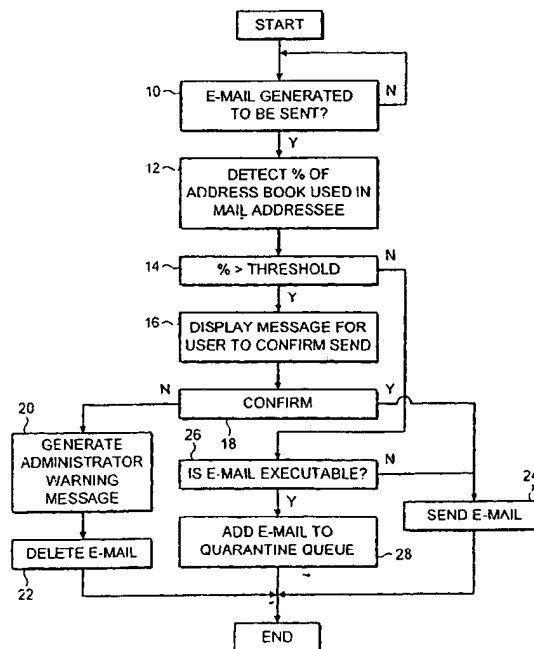 START
10
E-MAIL GENERATED
TO BE SENT?
N
Y
12
DETECT % OF
ADDRESS BOOK USED IN
MAIL ADDRESSEE
14
% > THRESHOLD
N
Y
16
DISPLAY MESSAGE FOR
USER TO CONFIRM SEND
N
CONFIRM
Y
18
20
GENERATE
ADMINISTRATOR
WARNING
MESSAGE
26
IS E-MAIL EXECUTABLE?
N
Y
24
SEND E-MAIL
DELETE E-MAIL
22
ADD E-MAIL TO
QUARANTINE QUEUE
28
END